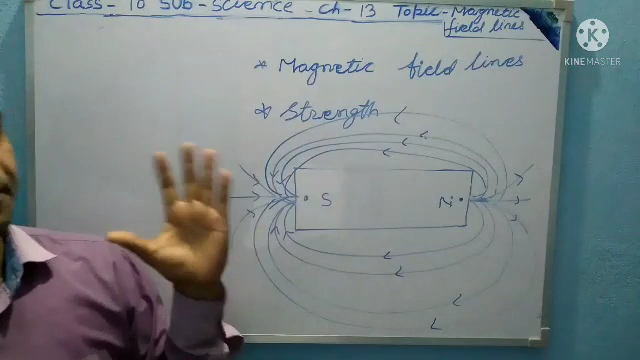 Class - 10 Sub - Science Ch - 13 Topic - Magnetic
field lines
* Magnetic field lines
* Strength
S N
KINEMASTER